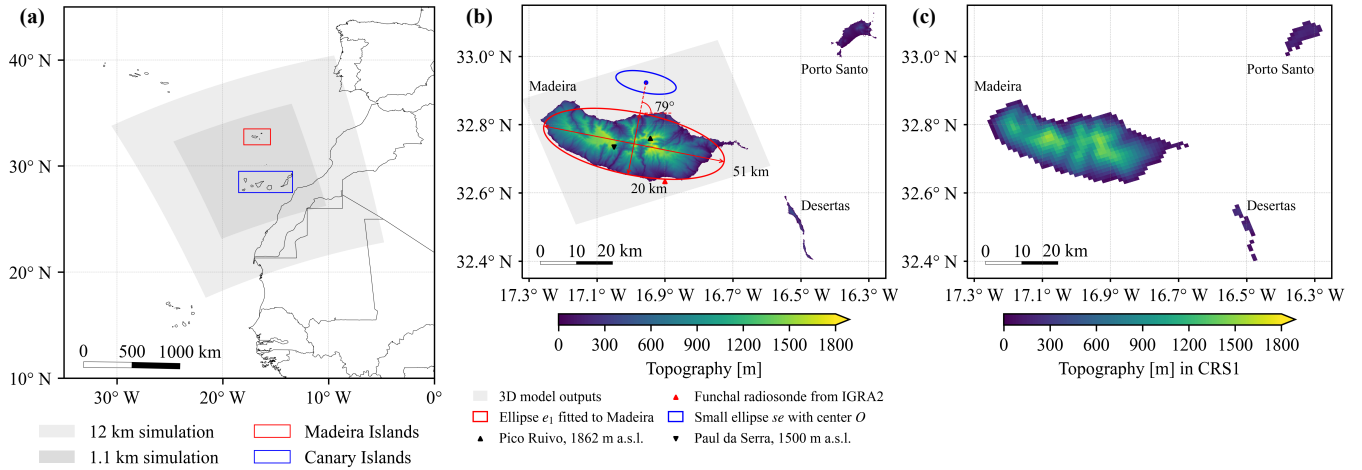 (a)
40° N
30° N
20° N
10° N
0 500 1000 km
30° W 20° W 10° W 0°
12 km simulation
1.1 km simulation
Madeira Islands
Canary Islands
(b)
33.0° N
32.8° N
32.6° N
32.4° N
Madeira
Porto Santo
79°
51 km
20 km
Desertas
0 10 20 km
17.3° W 17.1° W 16.9° W 16.7° W 16.5° W 16.3° W
0 300 600 900 1200 1500 1800
Topography [m]
3D model outputs
Ellipse e₁ fitted to Madeira
Pico Ruivo, 1862 m a.s.l.
Funchal radiosonde from IGRA2
Small ellipse se with center O
Paul da Serra, 1500 m a.s.l.
(c)
33.0° N
32.8° N
32.6° N
32.4° N
Madeira
Porto Santo
Desertas
0 10 20 km
17.3° W 17.1° W 16.9° W 16.7° W 16.5° W 16.3° W
0 300 600 900 1200 1500 1800
Topography [m] in CRS1